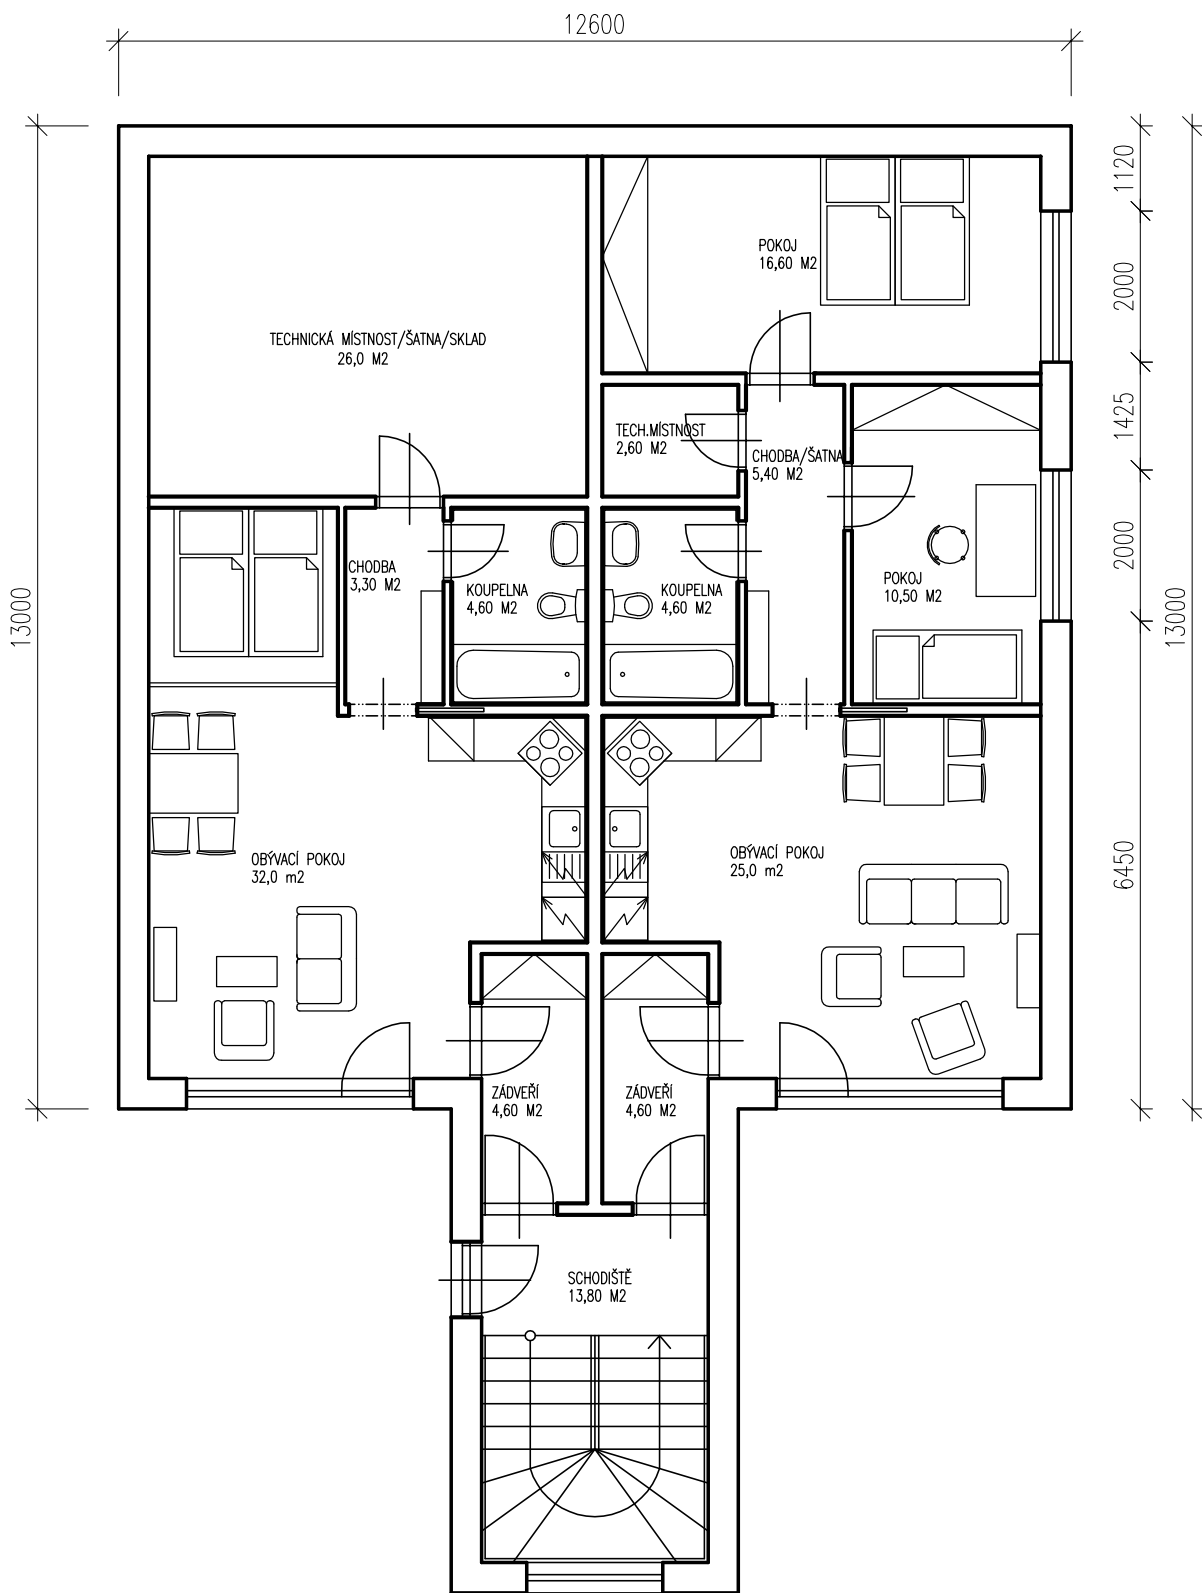 12600
1120
2000
1425
2000
6450
13000
13000
POKOJ
16,60 M2
TECHNICKÁ MÍSTNOST/ŠATNA/SKLAD
26,0 M2
TECH.MÍSTNOST
2,60 M2
CHODBA/ŠATNA
5,40 M2
CHODBA
3,30 M2
KOUPELNA
4,60 M2
KOUPELNA
4,60 M2
POKOJ
10,50 M2
OBÝVACÍ POKOJ
32,0 m2
OBÝVACÍ POKOJ
25,0 m2
ZÁDVEŘÍ
4,60 M2
ZÁDVEŘÍ
4,60 M2
SCHODIŠTĚ
13,80 M2